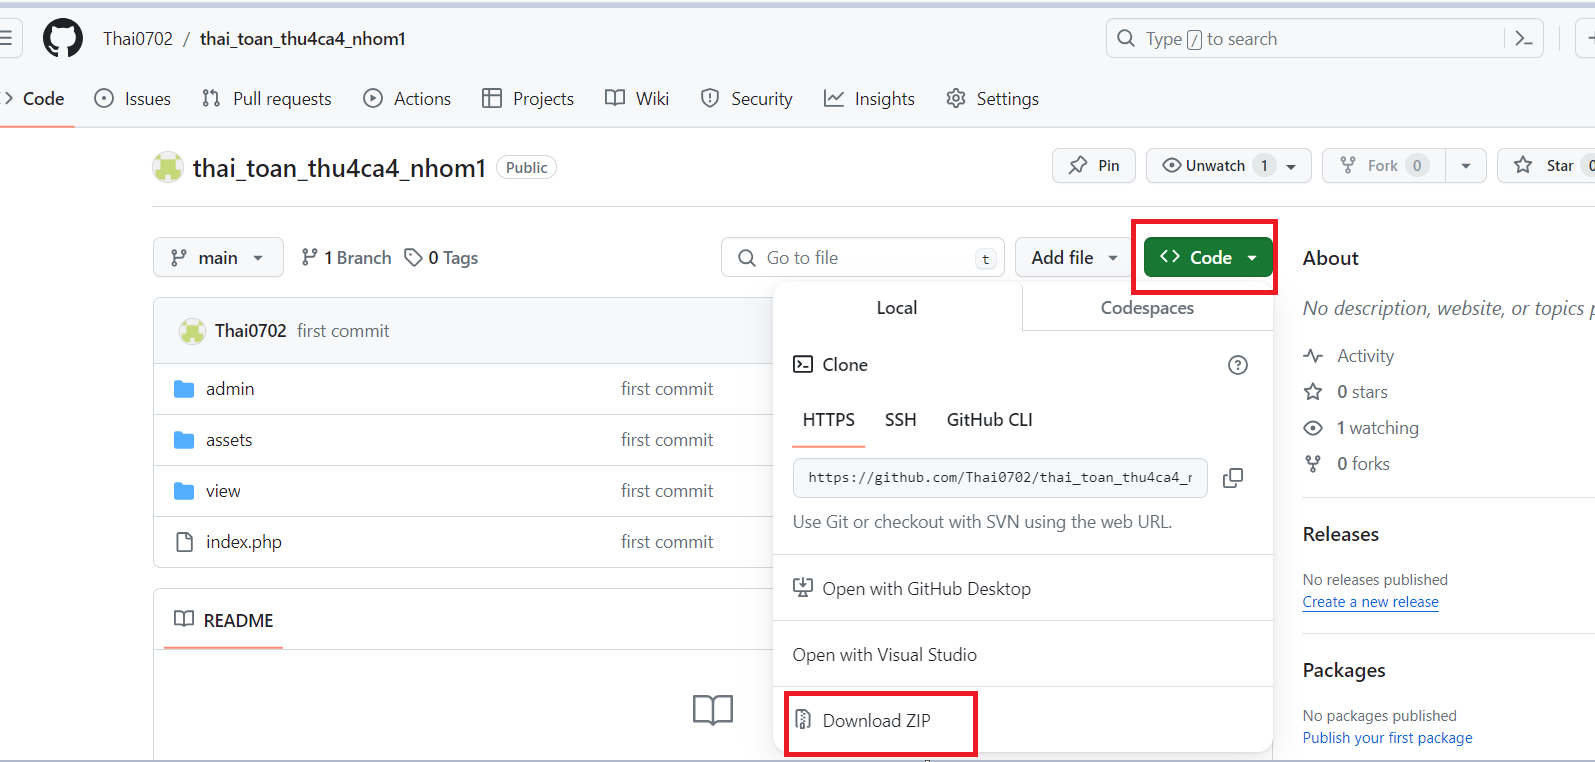 Thai0702 / thai_toan_thu4ca4_nhom1
Type / to search
Code Issues Pull requests Actions Projects Wiki Security Insights Settings
thai_toan_thu4ca4_nhom1 Public
Pin Unwatch 1 Fork 0 Star 0
main 1 Branch 0 Tags
Go to file t Add file Code
Thai0702 first commit
admin first commit
assets first commit
view first commit
index.php first commit
README
Local Codespaces
Clone
HTTPS SSH GitHub CLI
https://github.com/Thai0702/thai_toan_thu4ca4_
Use Git or checkout with SVN using the web URL.
Open with GitHub Desktop
Open with Visual Studio
Download ZIP
About
No description, website, or topics
Activity
0 stars
1 watching
0 forks
Releases
No releases published
Create a new release
Packages
No packages published
Publish your first package